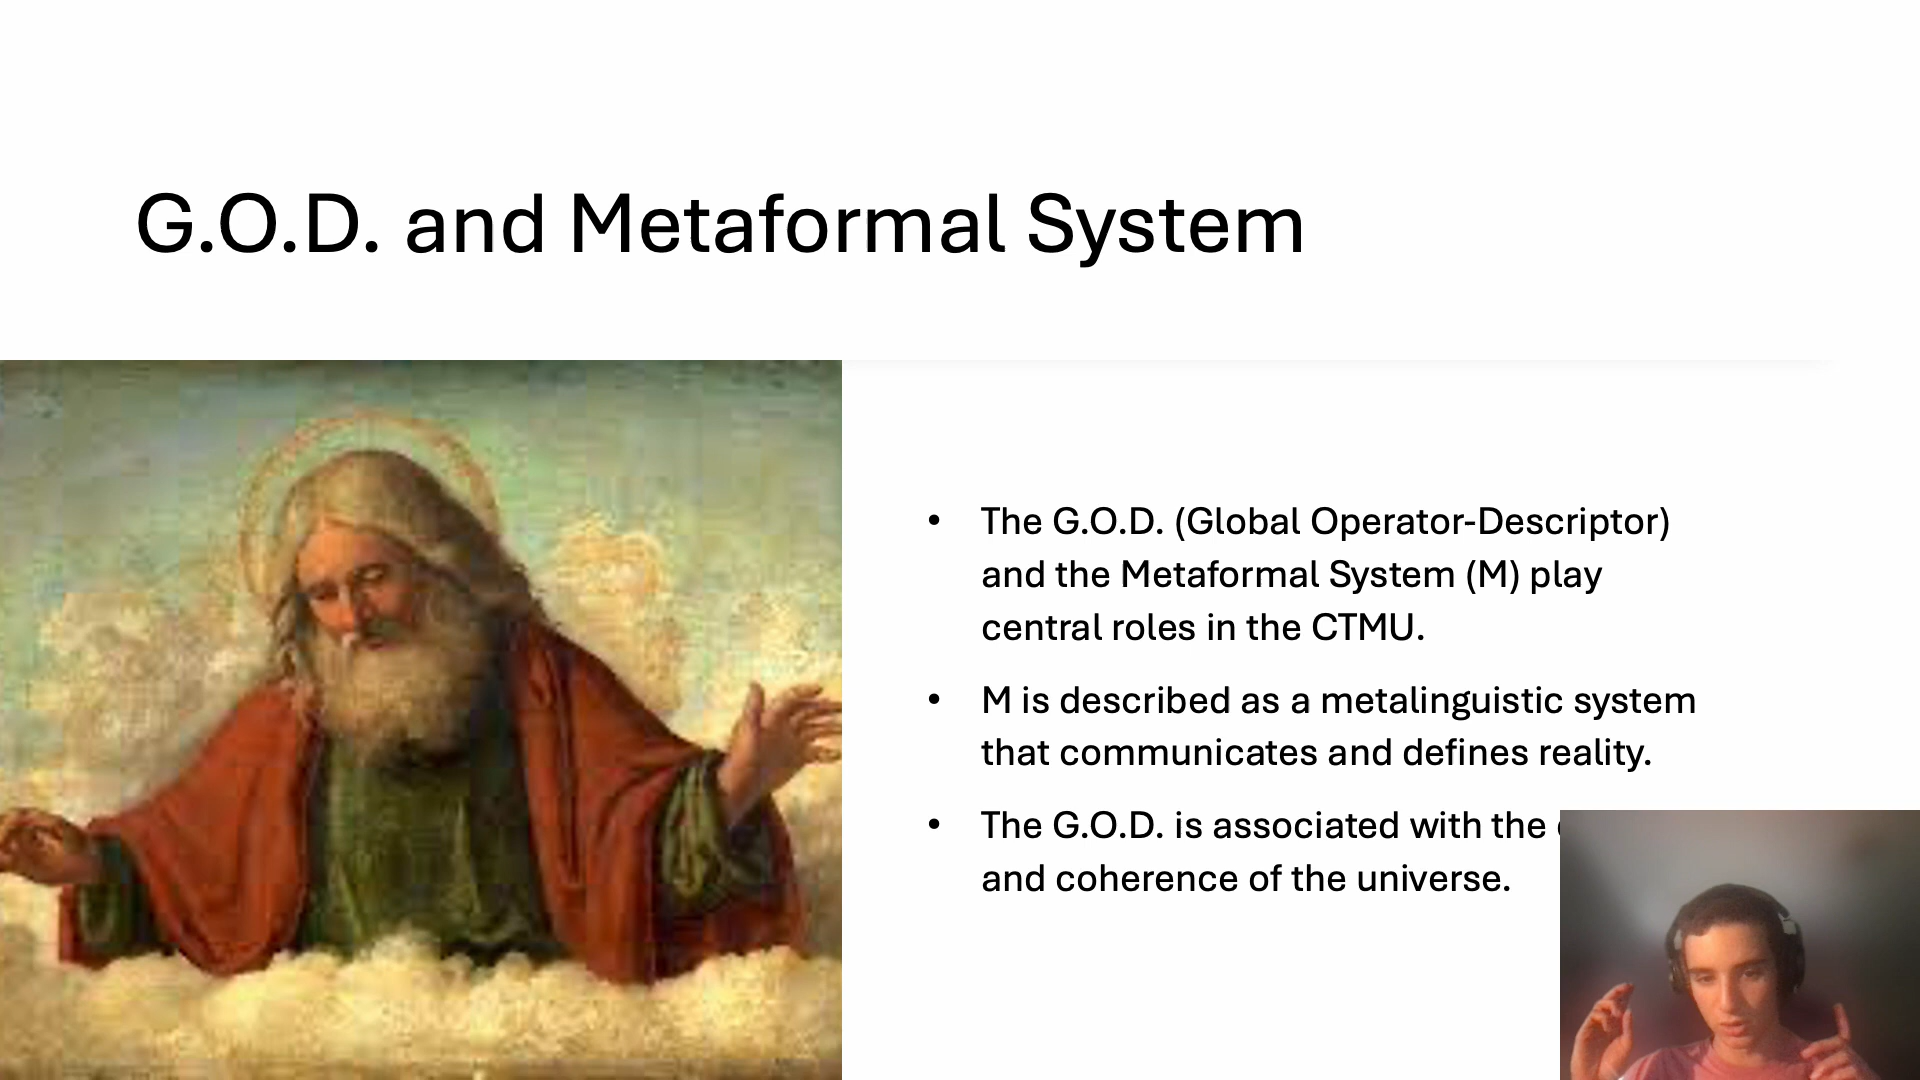 G.O.D. and Metaformal System
• The G.O.D. (Global Operator-Descriptor)
and the Metaformal System (M) play
central roles in the CTMU.
• M is described as a metalinguistic system
that communicates and defines reality.
• The G.O.D. is associated with the
and coherence of the universe.